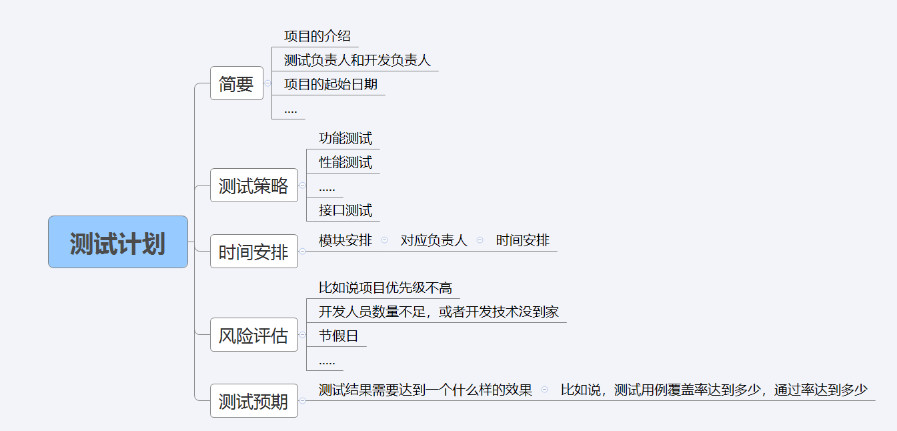 测试计划
简要
项目的介绍
测试负责人和开发负责人
项目的起始日期
....
测试策略
功能测试
性能测试
.....
接口测试
时间安排
模块安排 对应负责人 时间安排
风险评估
比如说项目优先级不高
开发人员数量不足，或者开发技术没到家
节假日
.....
测试预期
测试结果需要达到一个什么样的效果 比如说，测试用例覆盖率达到多少，通过率达到多少